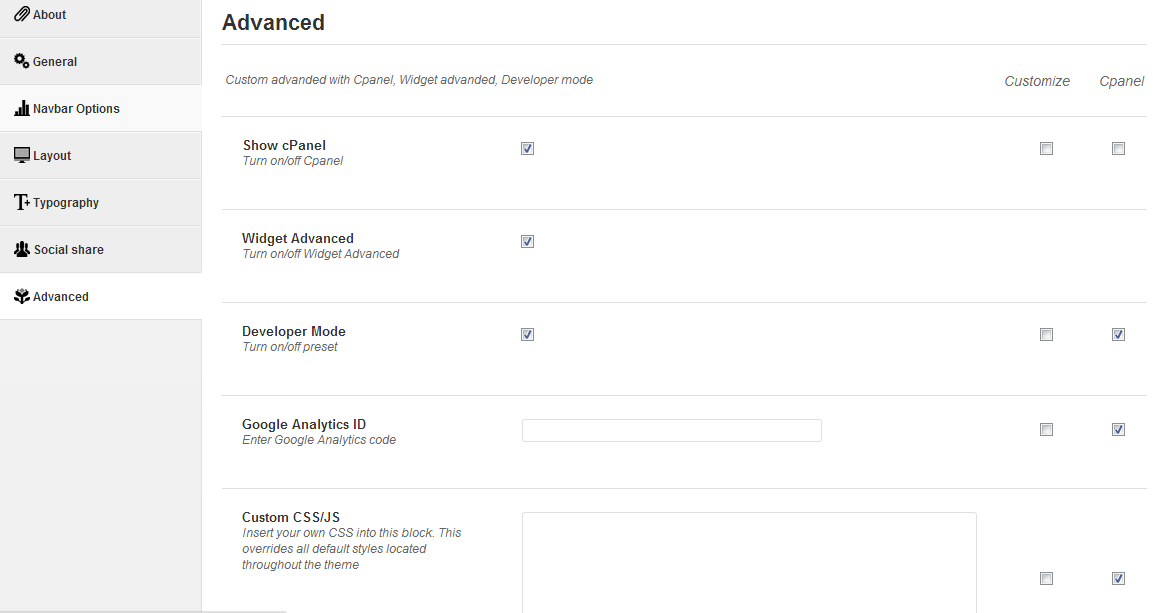 About
General
Navbar Options
Layout
Typography
Social share
Advanced
Advanced
Custom advanded with Cpanel, Widget advanded, Developer mode
Customize
Cpanel
Show cPanel
Turn on/off Cpanel
Widget Advanced
Turn on/off Widget Advanced
Developer Mode
Turn on/off preset
Google Analytics ID
Enter Google Analytics code
Custom CSS/JS
Insert your own CSS into this block. This
overrides all default styles located
throughout the theme